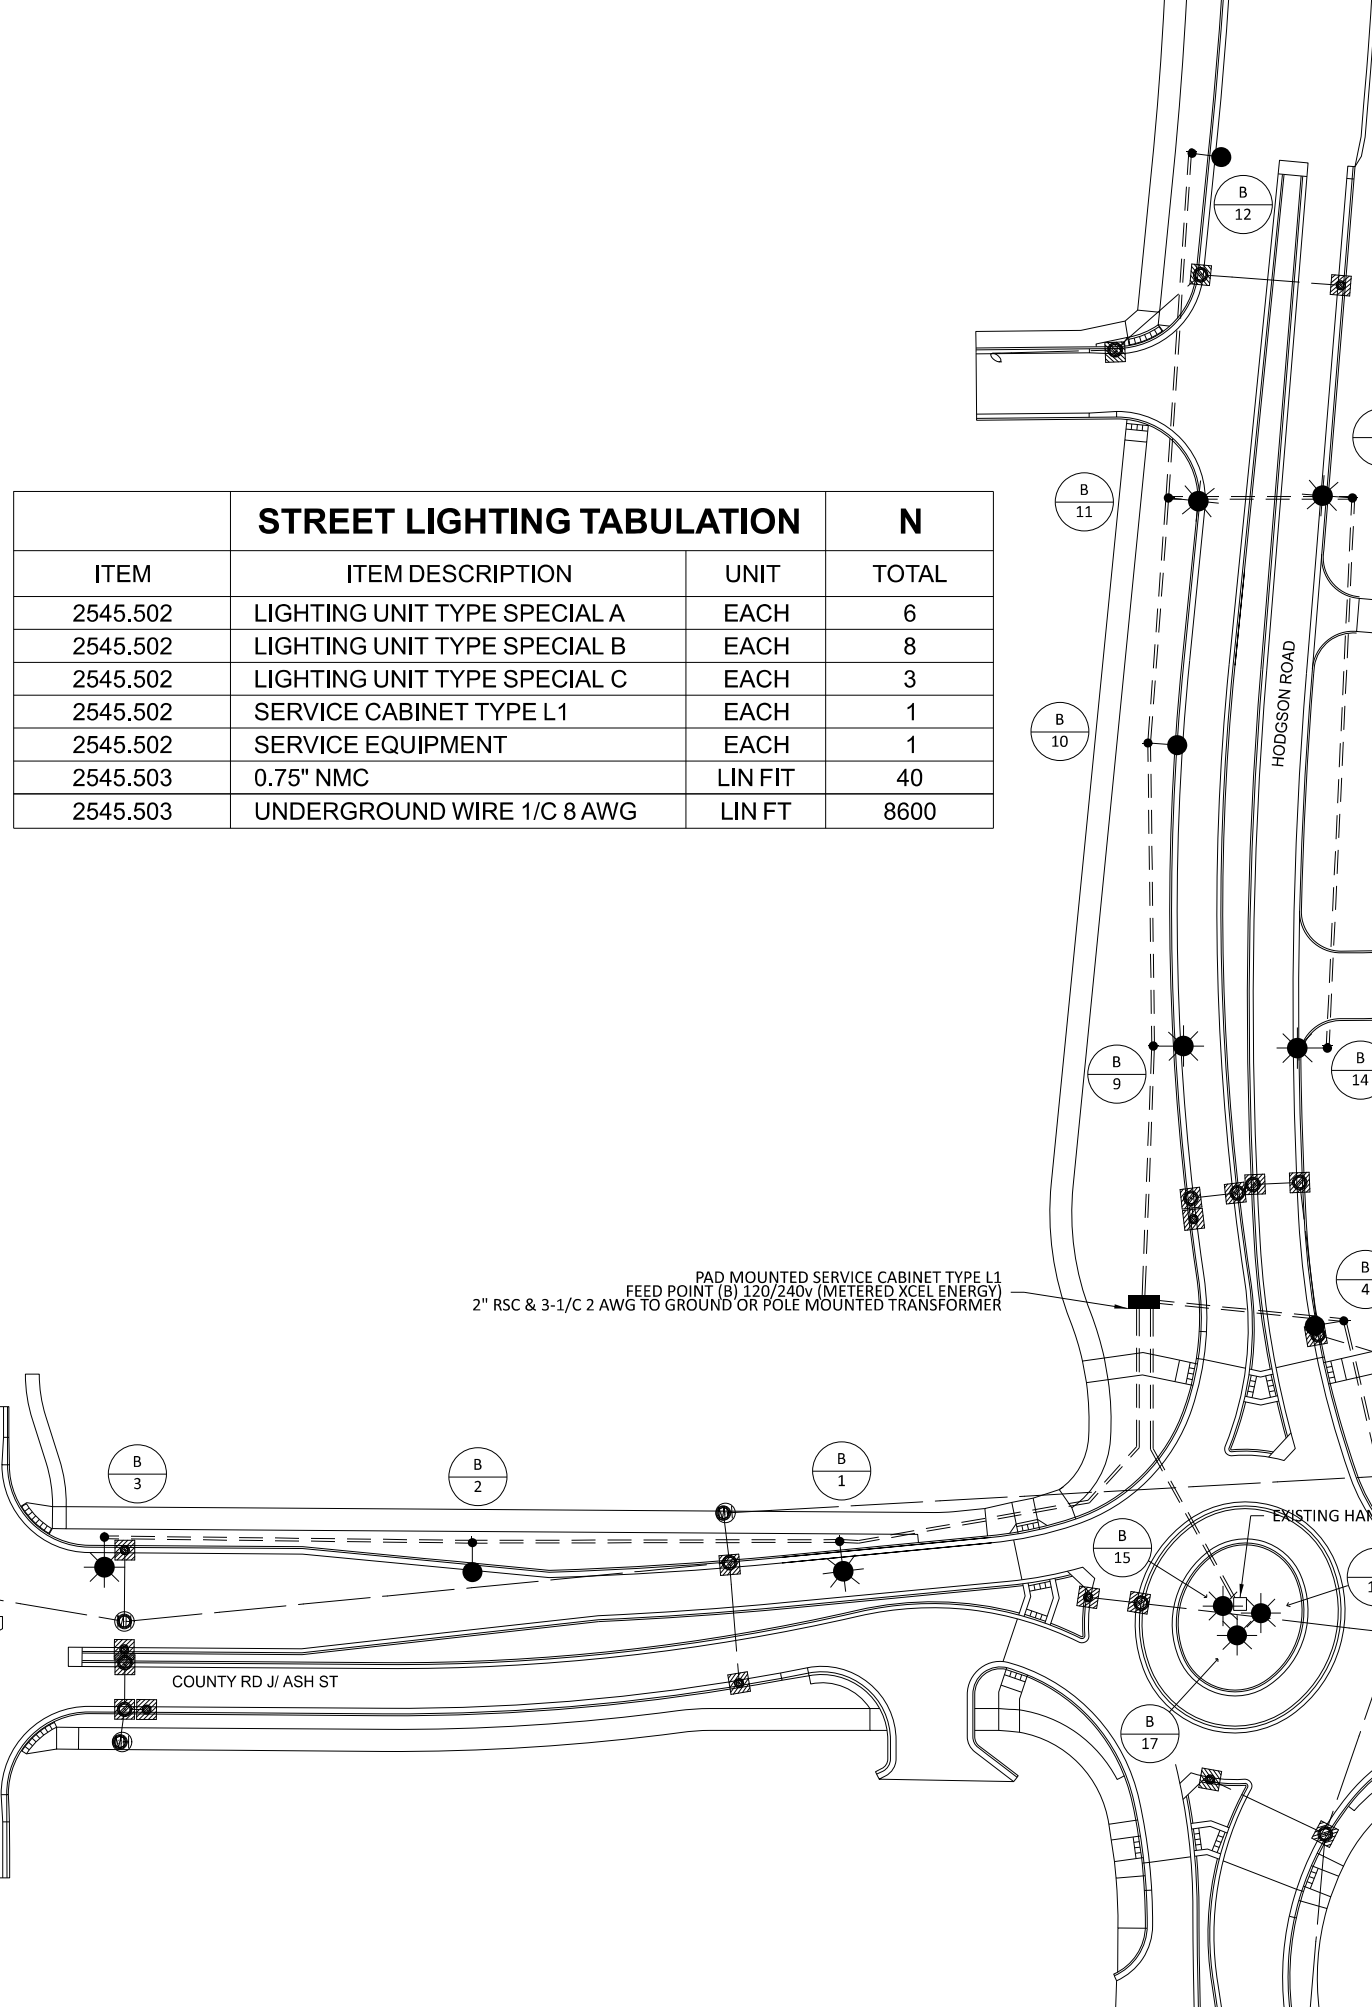 B
12
STREET LIGHTING TABULATION N
ITEM ITEM DESCRIPTION UNIT TOTAL
2545.502 LIGHTING UNIT TYPE SPECIAL A EACH 6
2545.502 LIGHTING UNIT TYPE SPECIAL B EACH 8
2545.502 LIGHTING UNIT TYPE SPECIAL C EACH 3
2545.502 SERVICE CABINET TYPE L1 EACH 1
2545.502 SERVICE EQUIPMENT EACH 1
2545.503 0.75" NMC LIN FIT 40
2545.503 UNDERGROUND WIRE 1/C 8 AWG LIN FT 8600
B
11
HODGSON ROAD
B
10
B
9
B
14
PAD MOUNTED SERVICE CABINET TYPE L1
FEED POINT (B) 120/240v (METERED XCEL ENERGY)
2" RSC & 3-1/C 2 AWG TO GROUND OR POLE MOUNTED TRANSFORMER
B
4
B
3
B
2
B
1
EXISTING
B
15
COUNTY RD J/ ASH ST
B
17